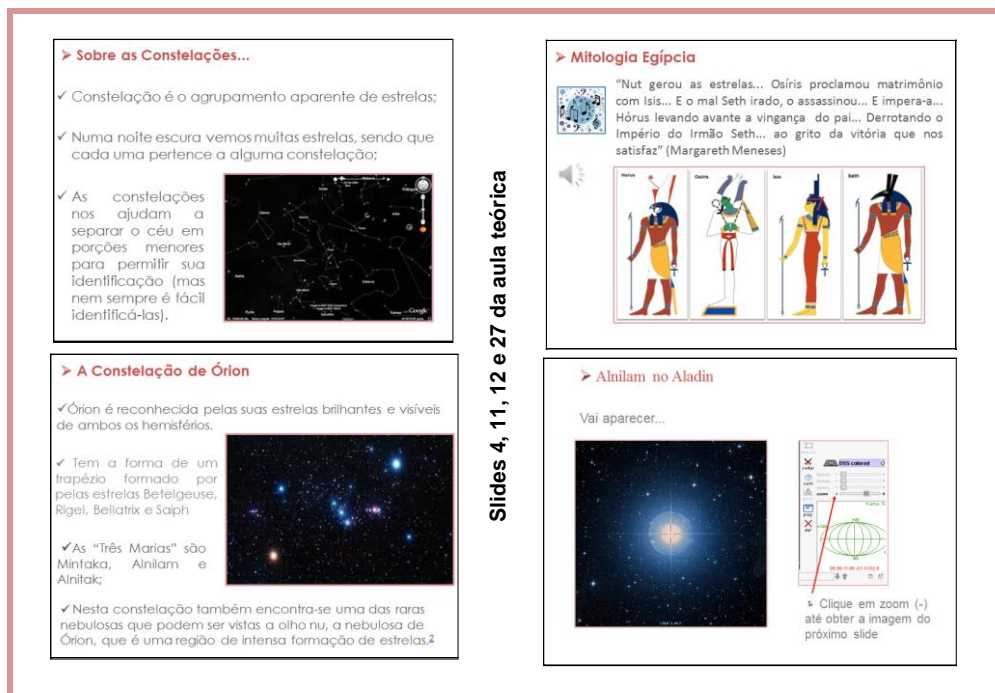 ➢ Sobre as Constelações...
✓ Constelação é o agrupamento aparente de estrelas;
✓ Numa noite escura vemos muitas estrelas, sendo que
cada uma pertence a alguma constelação;
✓ As constelações
nos ajudam a
separar o céu em
porções menores
para permitir sua
identificação (mas
nem sempre é fácil
identificá-las).
Google
➢ A Constelação de Órion
✓Órion é reconhecida pelas suas estrelas brilhantes e visíveis
de ambos os hemisférios.
✓ Tem a forma de um
trapézio formado por
pelas estrelas Betelgeuse,
Rigel, Bellatrix e Saiph
✓As “Três Marias” são
Mintaka, Alnilam e
Alnitak;
✓ Nesta constelação também encontra-se uma das raras
nebulosas que podem ser vistas a olho nu, a nebulosa de
Órion, que é uma região de intensa formação de estrelas.2
Slides 4, 11, 12 e 27 da aula teórica
➢ Mitologia Egípcia
“Nut gerou as estrelas... Osíris proclamou matrimônio
com Isis... E o mal Seth irado, o assassinou... E impera-a...
Hórus levando avante a vingança do pai... Derrotando o
Império do Irmão Seth... ao grito da vitória que nos
satisfaz” (Margareth Meneses)
Horus Osiris Isis Seth
➢ Alnilam no Aladin
Vai aparecer...
DSS colored
zoom
prop
del
Clique em zoom (-)
até obter a imagem do
próximo slide